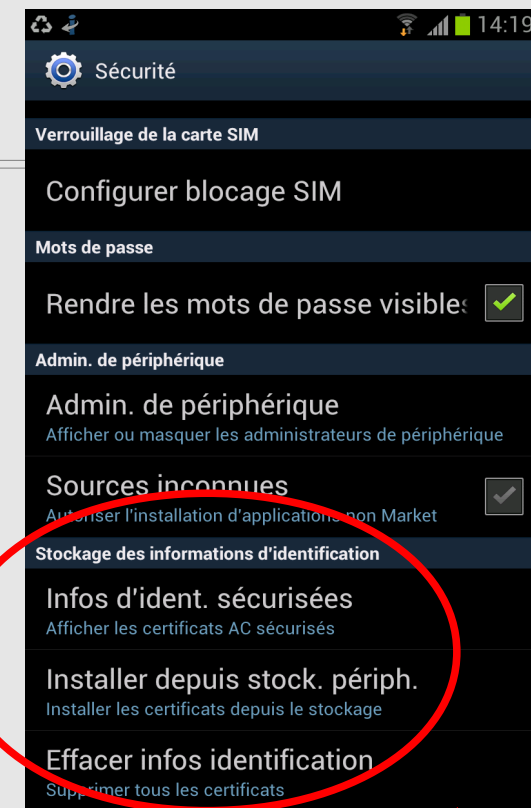 14:19
Sécurité
Verrouillage de la carte SIM
Configurer blocage SIM
Mots de passe
Rendre les mots de passe visibles
Admin. de périphérique
Admin. de périphérique
Afficher ou masquer les administrateurs de périphérique
Sources inconnues
Autoriser l'installation d'applications non Market
Stockage des informations d'identification
Infos d'ident. sécurisées
Afficher les certificats AC sécurisés
Installer depuis stock. périph.
Installer les certificats depuis le stockage
Effacer infos identification
Supprimer tous les certificats